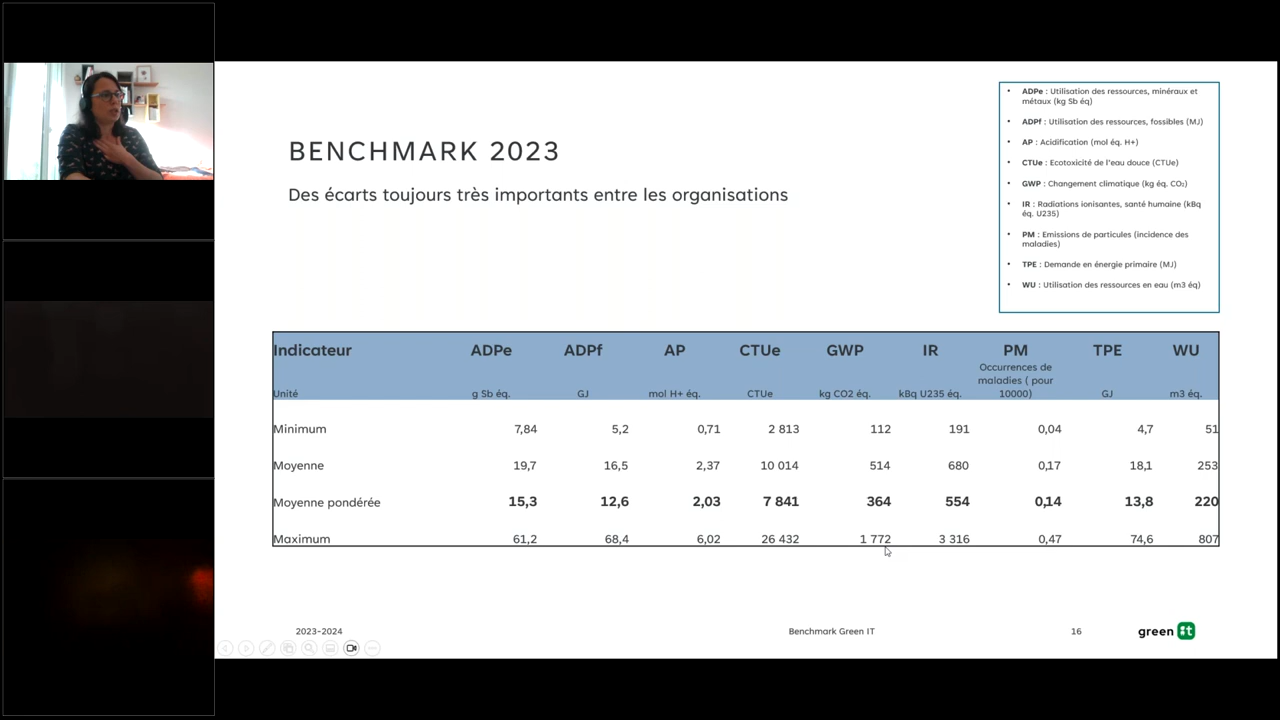 BENCHMARK 2023
Des écarts toujours très importants entre les organisations
• ADPe : Utilisation des ressources, minéraux et
métaux (kg Sb éq)
• ADPf : Utilisation des ressources, fossibles (MJ)
• AP : Acidification (mol éq. H+)
• CTUe : Ecotoxicité de l'eau douce (CTUe)
• GWP : Changement climatique (kg éq. CO₂)
• IR : Radiations ionisantes, santé humaine (kBq
éq. U235)
• PM : Emissions de particules (incidence des
maladies)
• TPE : Demande en énergie primaire (MJ)
• WU : Utilisation des ressources en eau (m3 éq)
Indicateur ADPe ADPf AP CTUe GWP IR PM TPE WU
Occurrences de
maladies ( pour
Unité g Sb éq. GJ mol H+ éq. CTUe kg CO2 éq. kBq U235 éq. 10000) GJ m3 éq.
Minimum 7,84 5,2 0,71 2 813 112 191 0,04 4,7 51
Moyenne 19,7 16,5 2,37 10 014 514 680 0,17 18,1 253
Moyenne pondérée 15,3 12,6 2,03 7 841 364 554 0,14 13,8 220
Maximum 61,2 68,4 6,02 26 432 1 772 3 316 0,47 74,6 807
2023-2024 Benchmark Green IT 16 green it